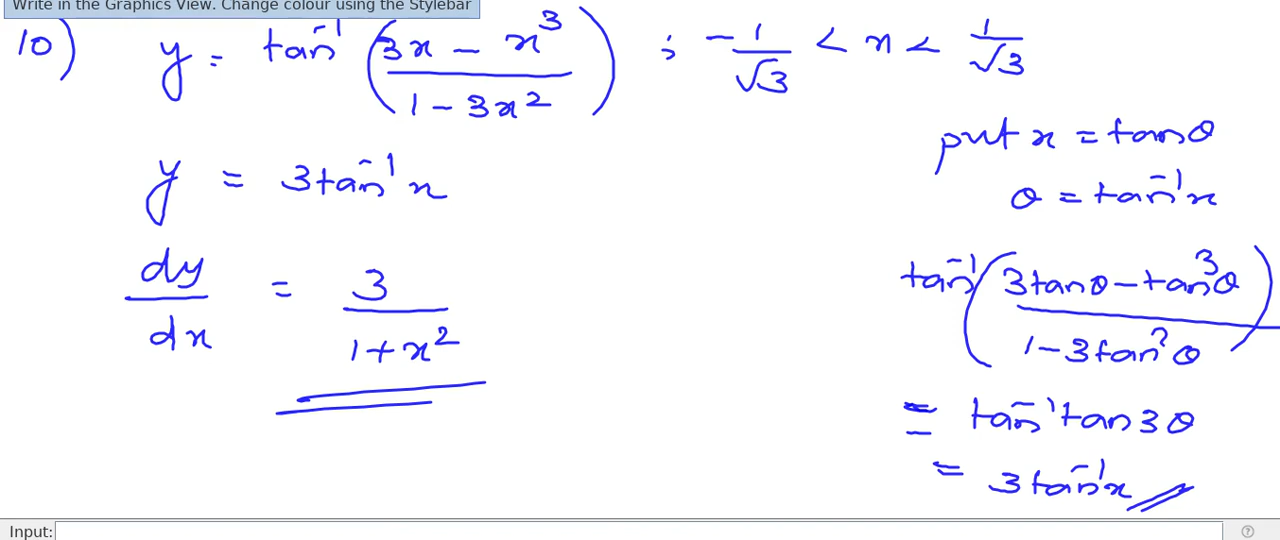 Write in the Graphics View. Change colour using the Stylebar
10) y = tan⁻¹ (3x − x³ / 1 − 3x²) ; −1/√3 < x < 1/√3
put x = tanθ
y = 3tan⁻¹x
θ = tan⁻¹x
dy/dx = 3/1+x²
tan⁻¹(3tanθ − tan³θ / 1 − 3tan²θ)
= tan⁻¹tan3θ
= 3tan⁻¹x
Input: